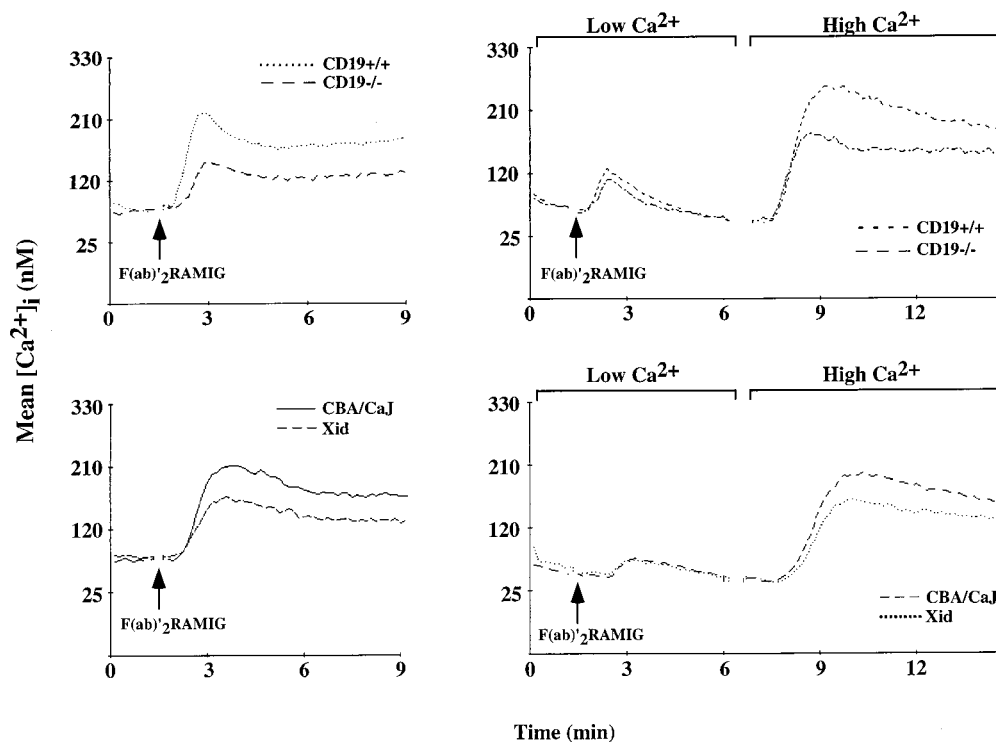 Mean [Ca2+]i (nM)
330
210
120
25
CD19+/+
CD19-/-
F(ab)'2RAMIG
0 3 6 9
Low Ca2+ High Ca2+
330
210
120
25
CD19+/+
CD19-/-
F(ab)'2RAMIG
0 3 6 9 12
330
210
120
25
CBA/CaJ
Xid
F(ab)'2RAMIG
0 3 6 9
Low Ca2+ High Ca2+
330
210
120
25
CBA/CaJ
Xid
F(ab)'2RAMIG
0 3 6 9 12
Time (min)